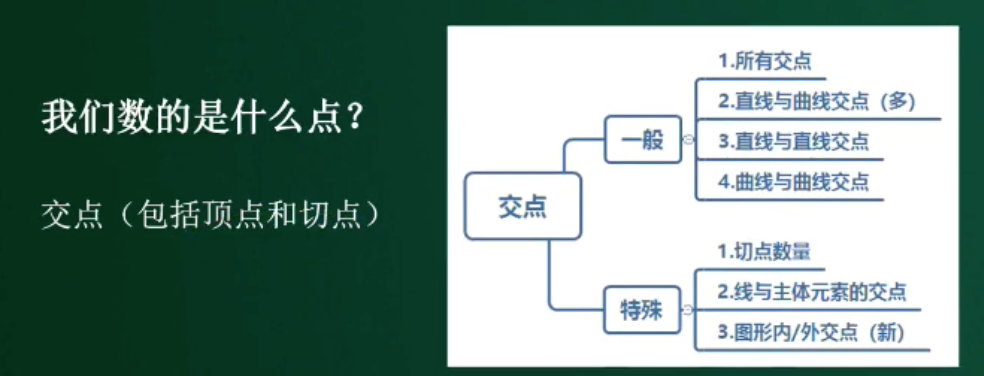 我们数的是什么点？
交点（包括顶点和切点）
交点
一般
1.所有交点
2.直线与曲线交点（多）
3.直线与直线交点
4.曲线与曲线交点
特殊
1.切点数量
2.线与主体元素的交点
3.图形内/外交点（新）